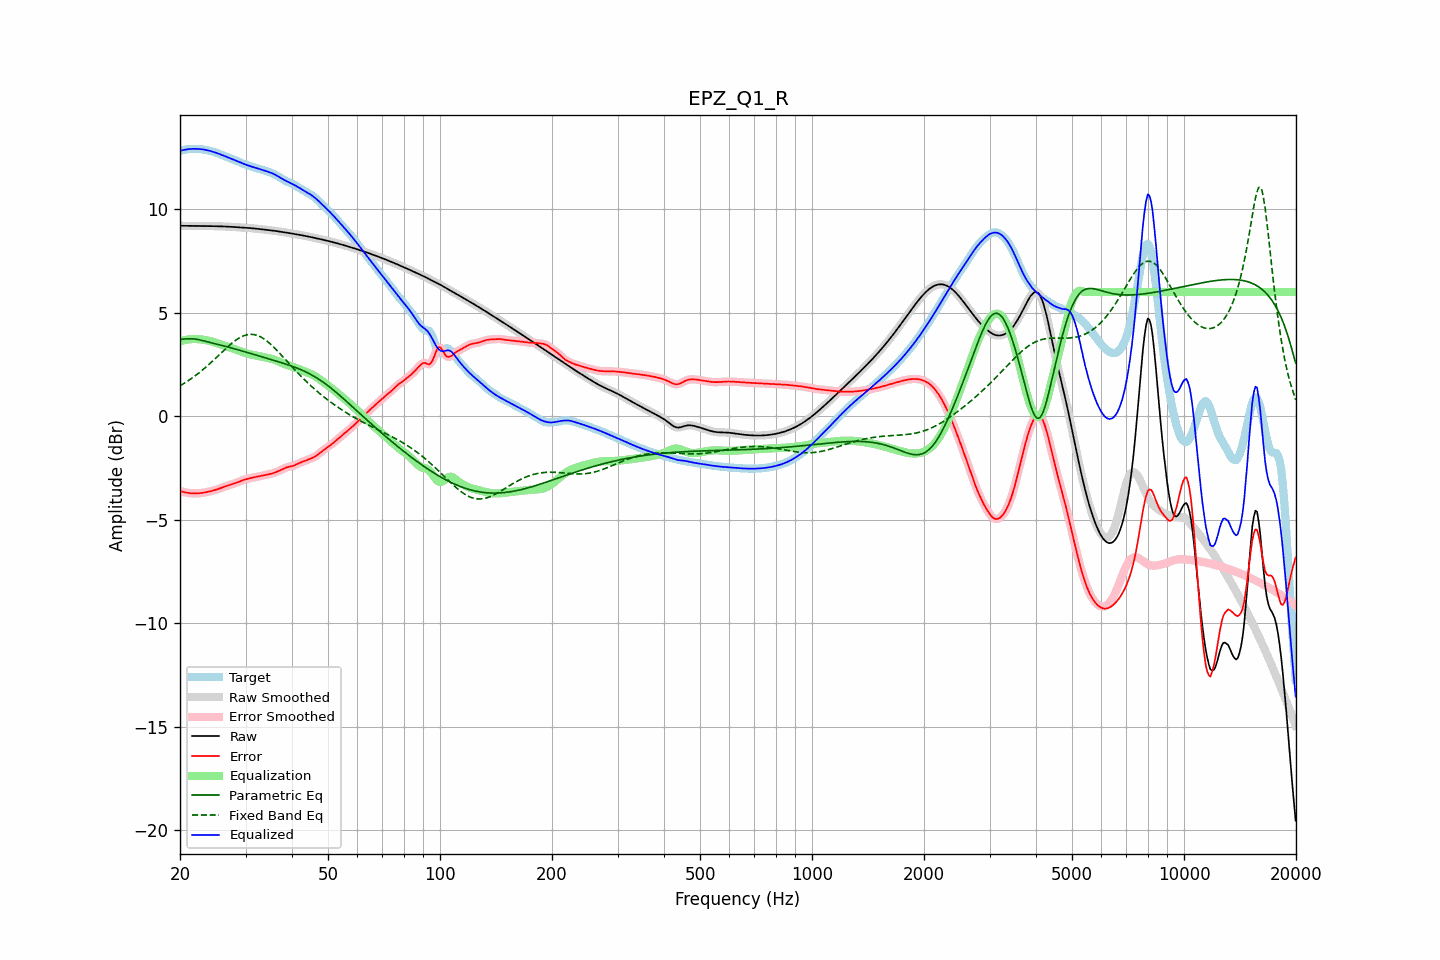 EPZ_Q1_R
Amplitude (dBr)
10
5
0
−5
−10
−15
−20
Target
Raw Smoothed
Error Smoothed
Raw
Error
Equalization
Parametric Eq
Fixed Band Eq
Equalized
20 50 100 200 500 1000 2000 5000 10000 20000
Frequency (Hz)